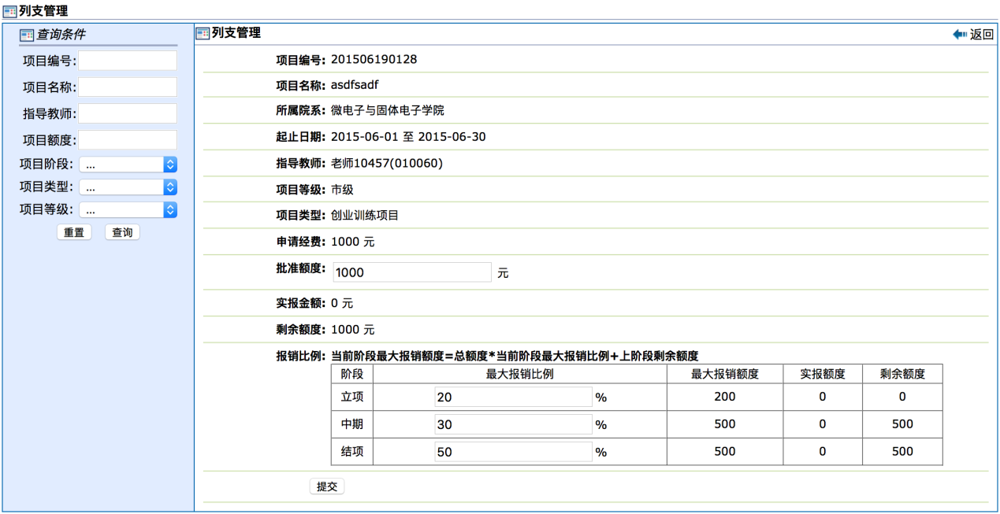 列支管理
查询条件
项目编号:
项目名称:
指导教师:
项目额度:
项目阶段: ...
项目类型: ...
项目等级: ...
重置 查询
列支管理 返回
项目编号: 201506190128
项目名称: asdfsadf
所属院系: 微电子与固体电子学院
起止日期: 2015-06-01 至 2015-06-30
指导教师: 老师10457(010060)
项目等级: 市级
项目类型: 创业训练项目
申请经费: 1000 元
批准额度: 1000 元
实报金额: 0 元
剩余额度: 1000 元
报销比例: 当前阶段最大报销额度=总额度*当前阶段最大报销比例+上阶段剩余额度
阶段 最大报销比例 最大报销额度 实报额度 剩余额度
立项 20 % 200 0 0
中期 30 % 500 0 500
结项 50 % 500 0 500
提交